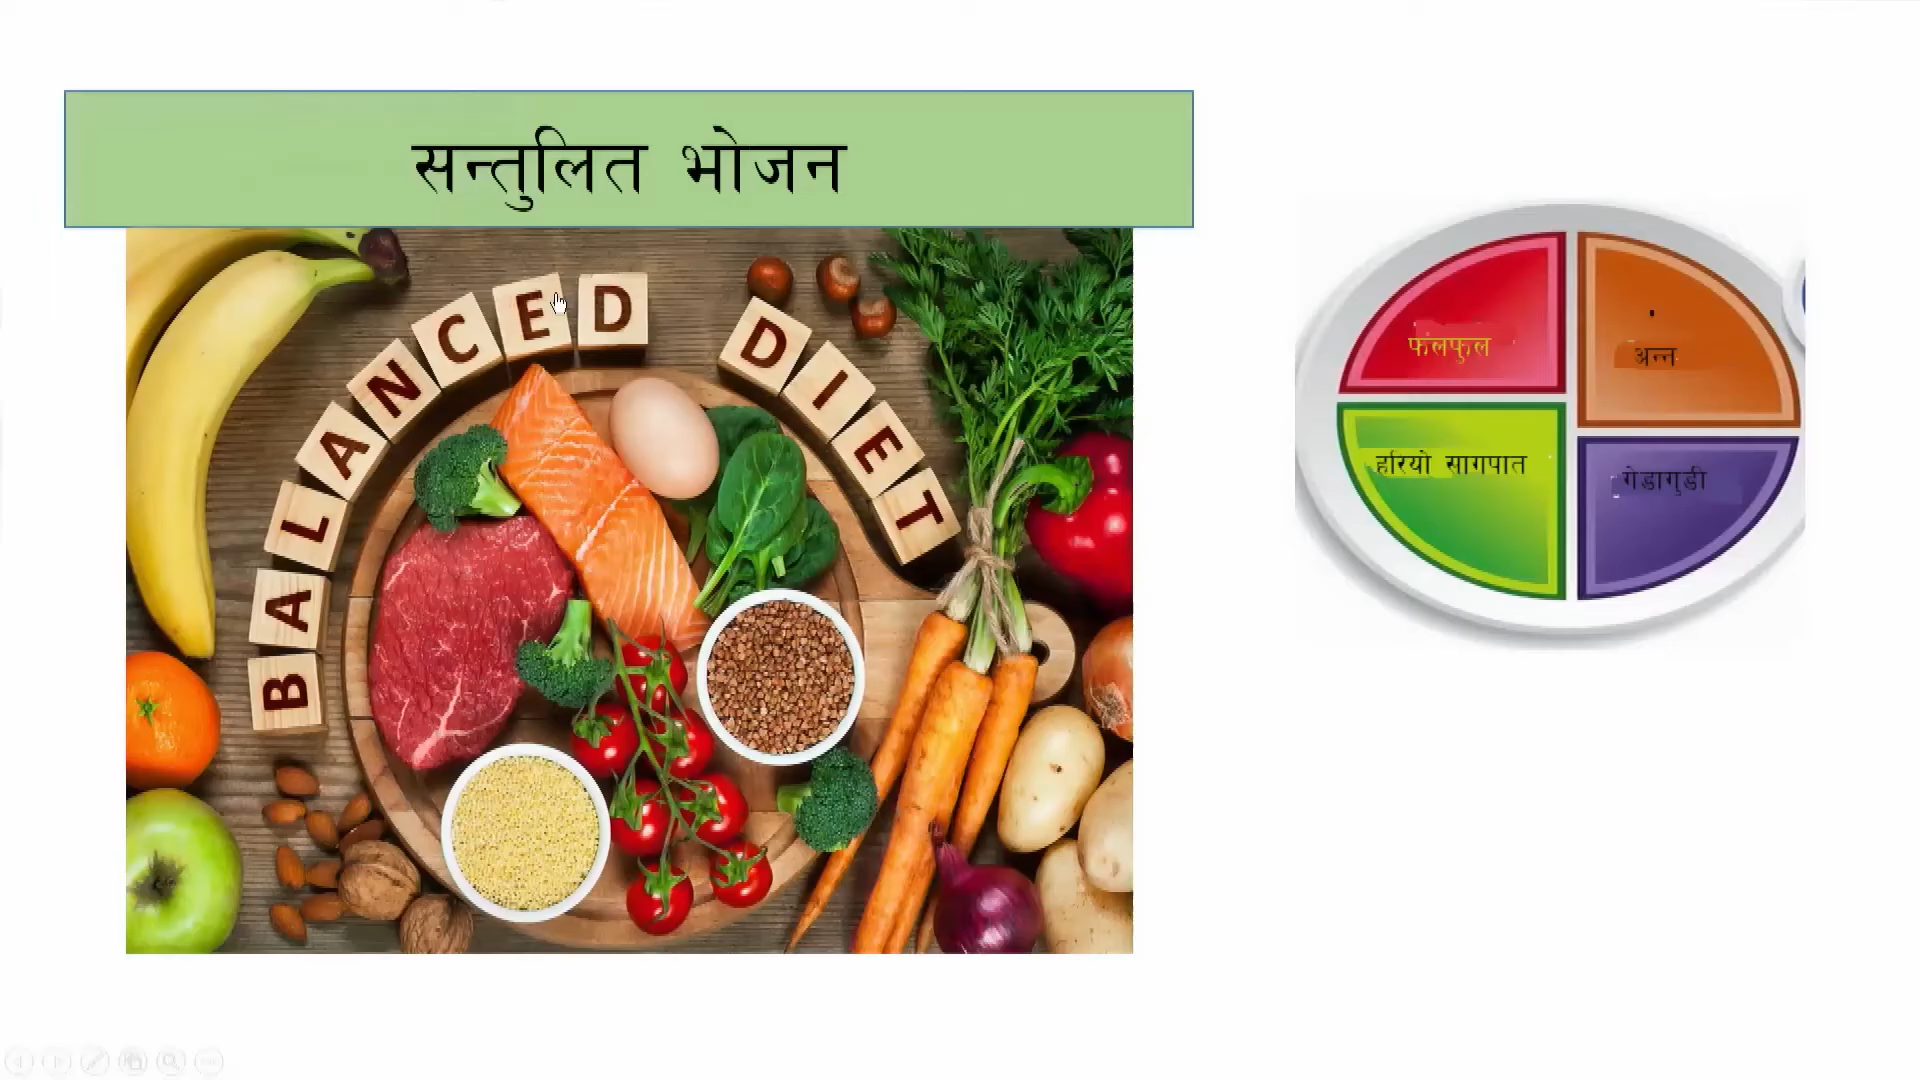 सन्तुलित भोजन
BALANCED DIET
फलफुल
अन्न
हरियो सागपात
गेडागुडी